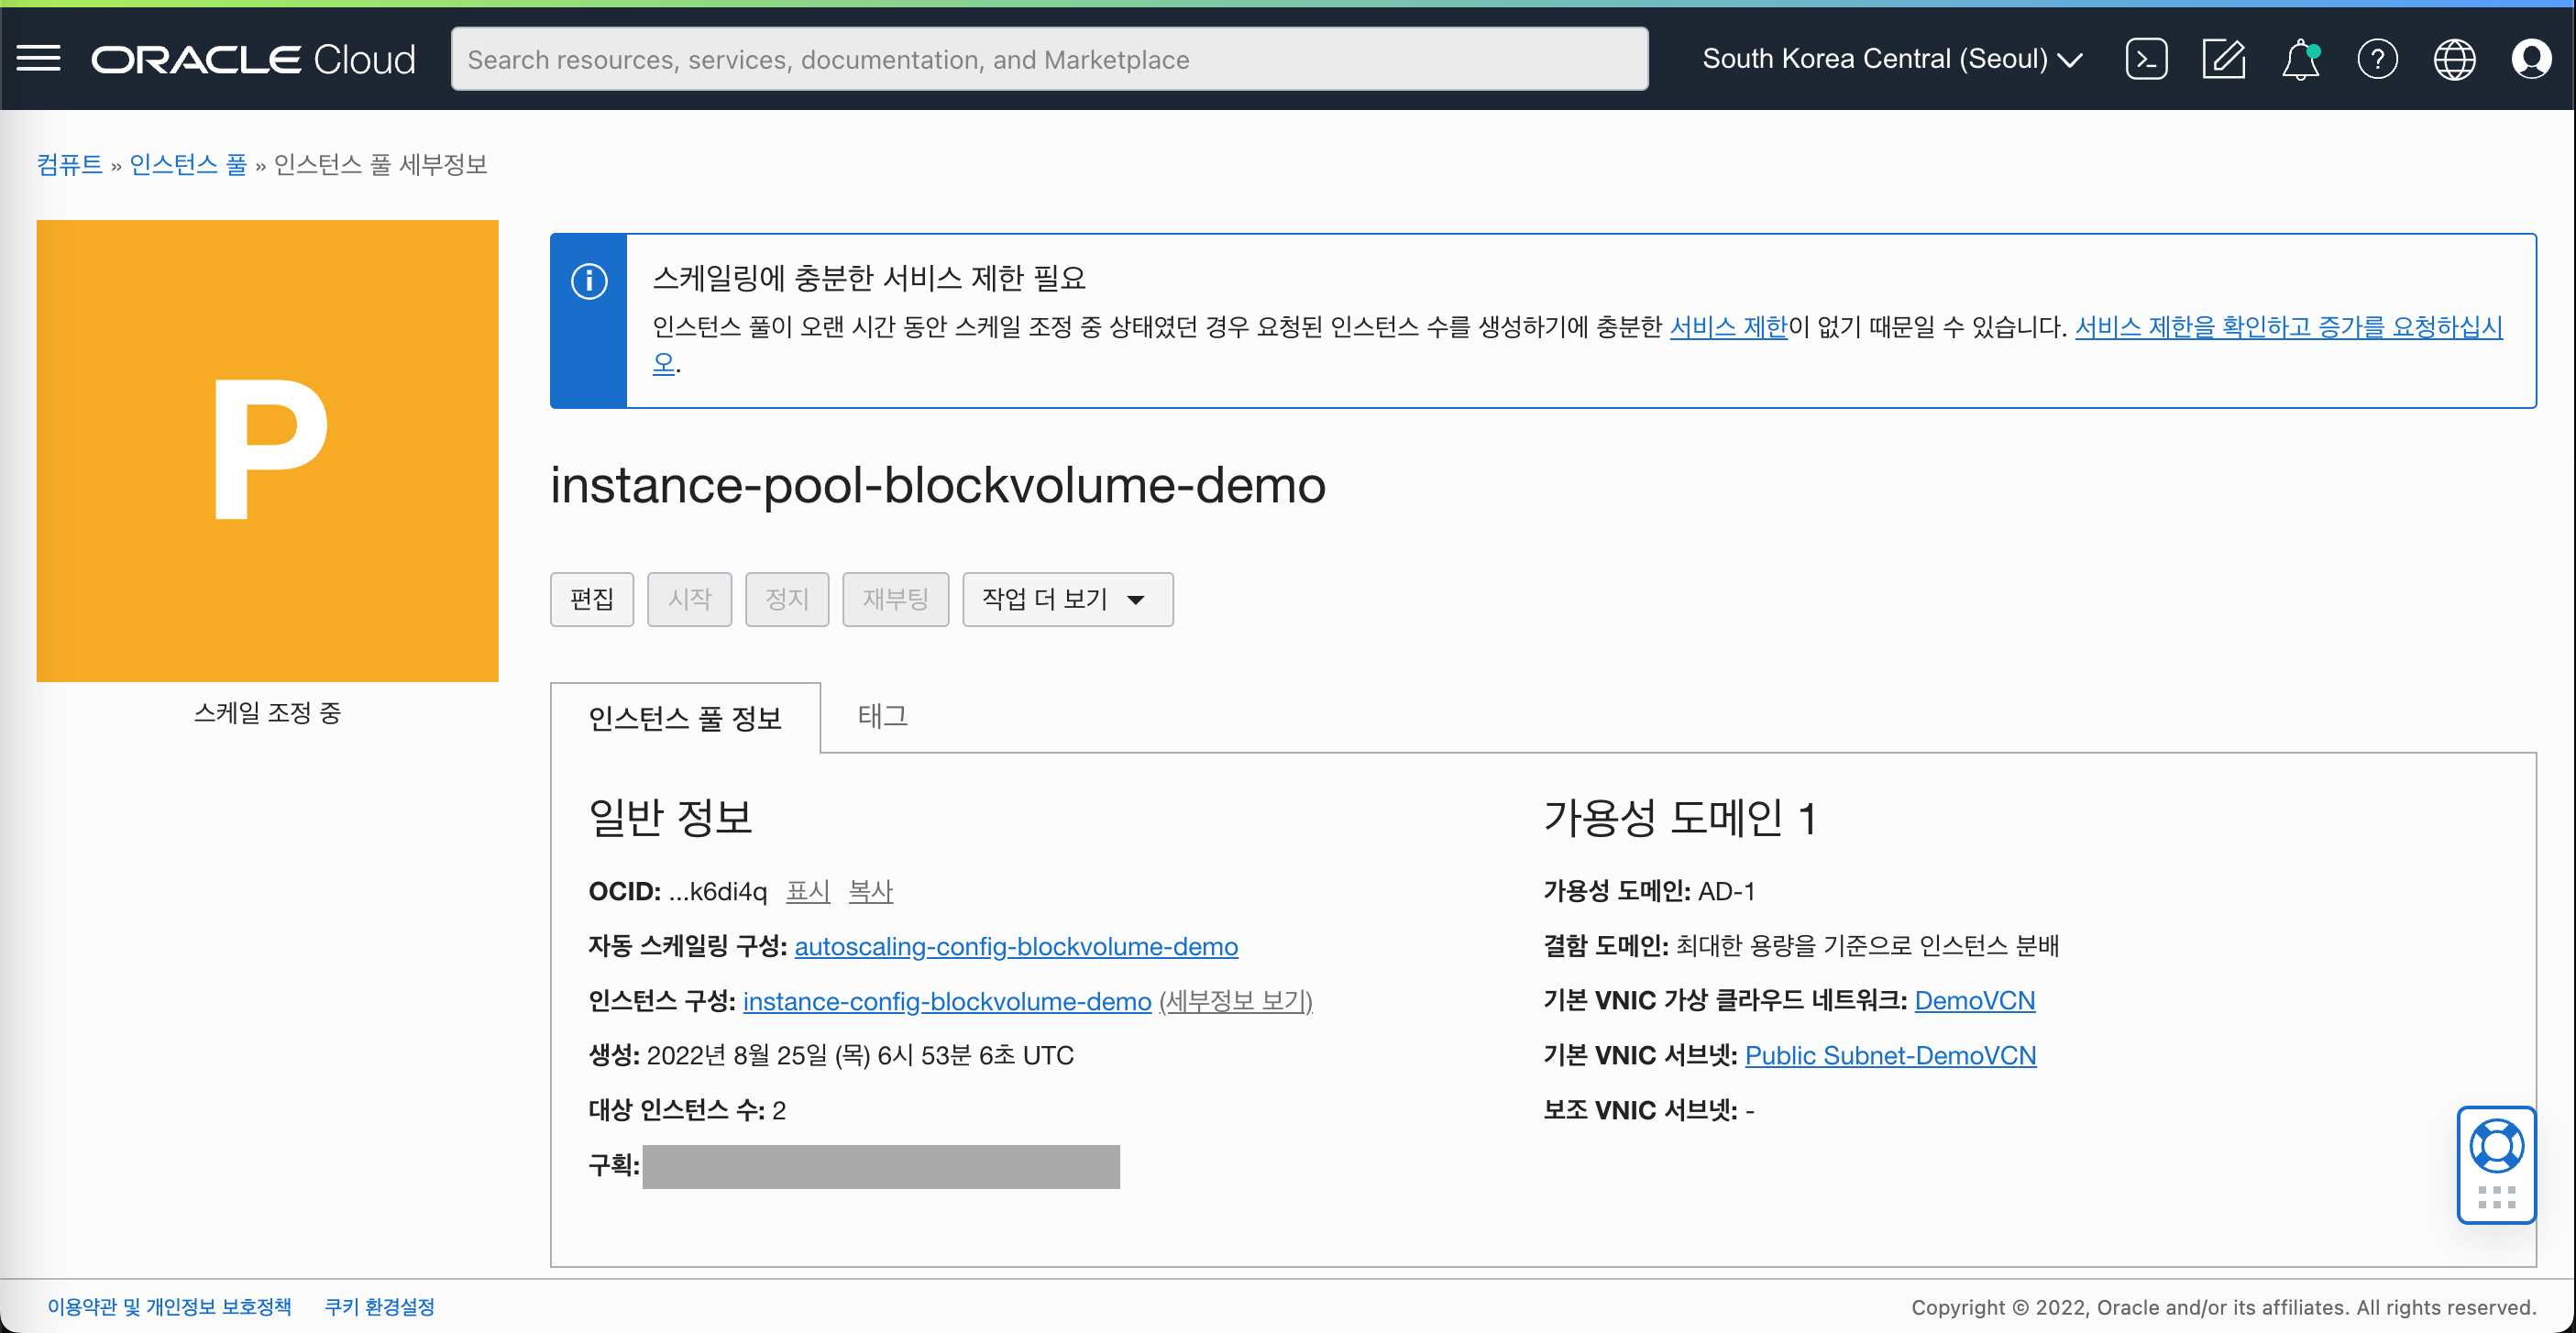 ORACLE Cloud
Search resources, services, documentation, and Marketplace
South Korea Central (Seoul)
컴퓨트 » 인스턴스 풀 » 인스턴스 풀 세부정보
P
스케일 조정 중
스케일링에 충분한 서비스 제한 필요
인스턴스 풀이 오랜 시간 동안 스케일 조정 중 상태였던 경우 요청된 인스턴스 수를 생성하기에 충분한 서비스 제한이 없기 때문일 수 있습니다. 서비스 제한을 확인하고 증가를 요청하십시
오.
instance-pool-blockvolume-demo
편집 시작 정지 재부팅 작업 더 보기
인스턴스 풀 정보 태그
일반 정보
OCID: ...k6di4q 표시 복사
자동 스케일링 구성: autoscaling-config-blockvolume-demo
인스턴스 구성: instance-config-blockvolume-demo (세부정보 보기)
생성: 2022년 8월 25일 (목) 6시 53분 6초 UTC
대상 인스턴스 수: 2
구획:
가용성 도메인 1
가용성 도메인: AD-1
결함 도메인: 최대한 용량을 기준으로 인스턴스 분배
기본 VNIC 가상 클라우드 네트워크: DemoVCN
기본 VNIC 서브넷: Public Subnet-DemoVCN
보조 VNIC 서브넷: -
이용약관 및 개인정보 보호정책 쿠키 환경설정
Copyright © 2022, Oracle and/or its affiliates. All rights reserved.